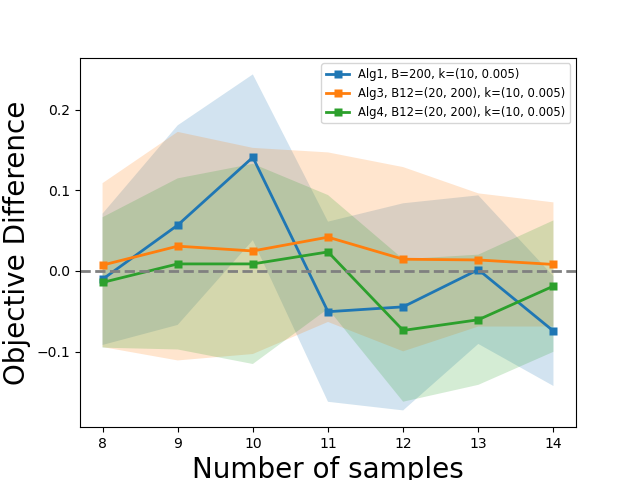 Alg1, B=200, k=(10, 0.005)
Alg3, B12=(20, 200), k=(10, 0.005)
Alg4, B12=(20, 200), k=(10, 0.005)
Objective Difference
0.2
0.1
0.0
−0.1
8 9 10 11 12 13 14
Number of samples